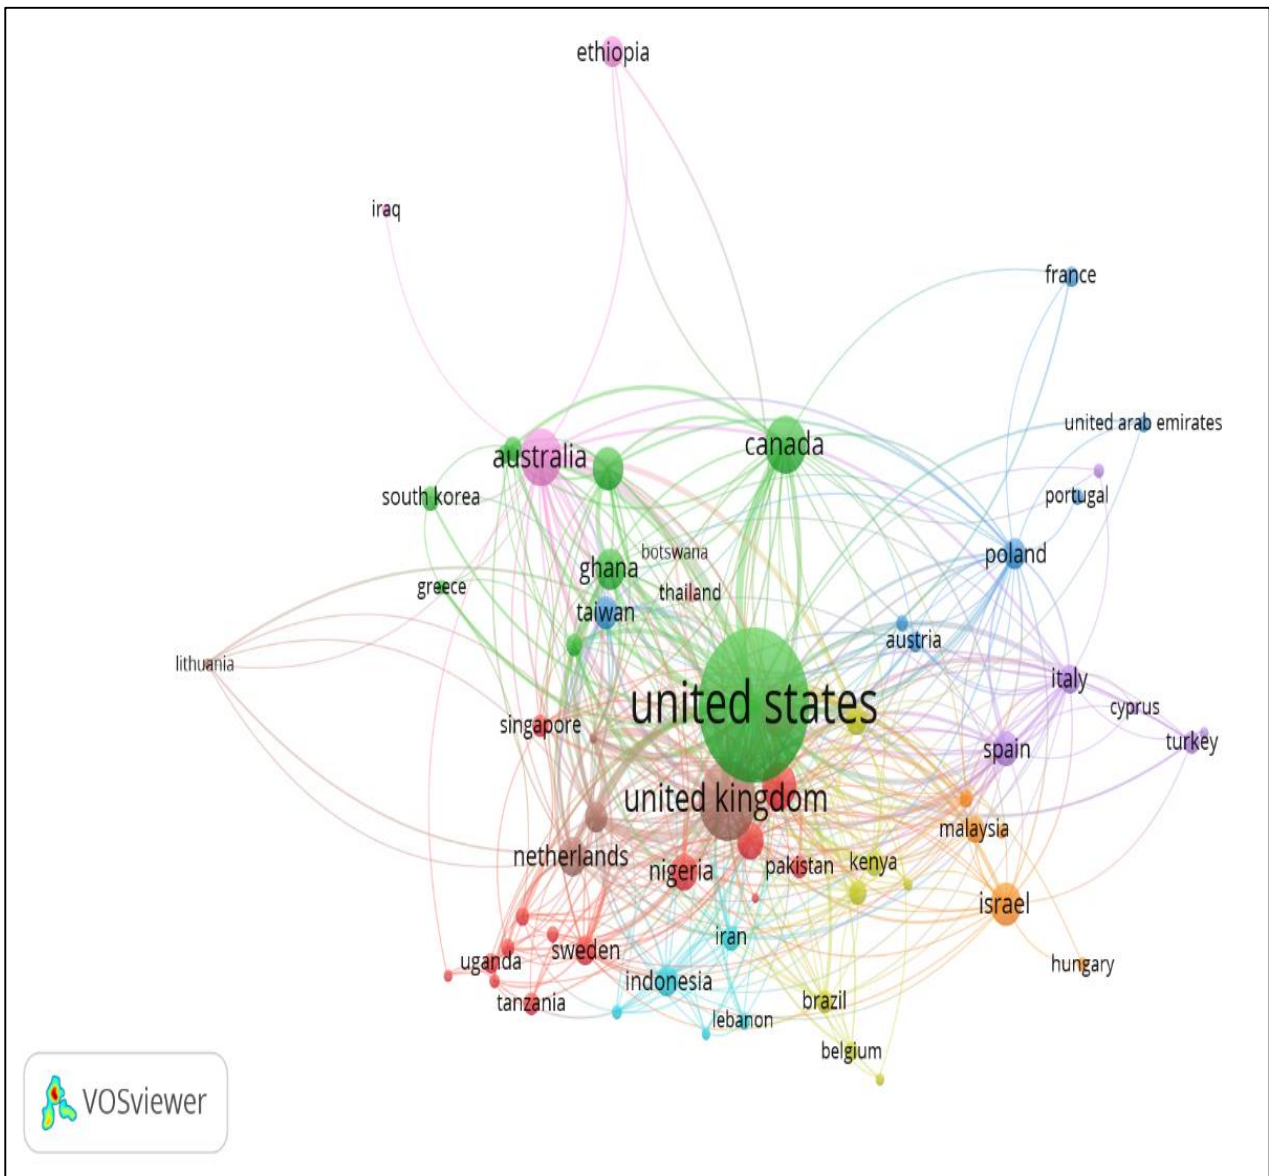 ethiopia
iraq
france
united arab emirates
canada
australia
south korea
portugal
botswana
poland
ghana
greece
thailand
taiwan
austria
lithuania
italy
united states
cyprus
singapore
turkey
spain
united kingdom
malaysia
netherlands
nigeria
pakistan
kenya
israel
iran
sweden
uganda
hungary
indonesia
tanzania
brazil
lebanon
belgium
VOSviewer